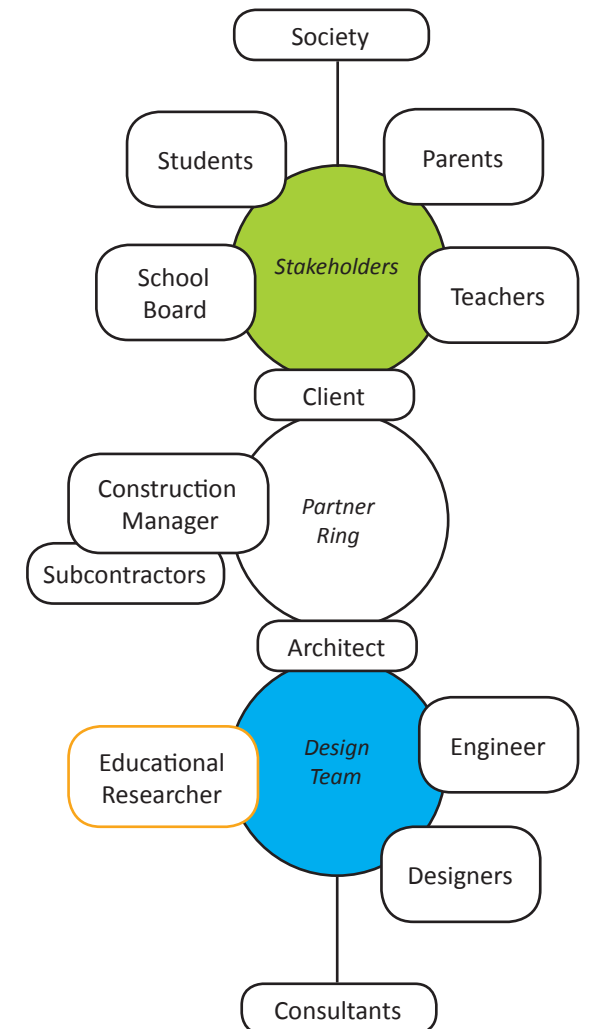 Society
Students
Parents
Stakeholders
School
Board
Teachers
Client
Construction
Manager
Partner
Ring
Subcontractors
Architect
Design
Team
Engineer
Educational
Researcher
Designers
Consultants